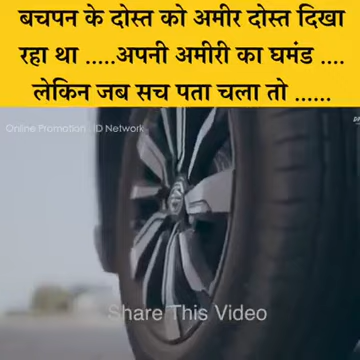 बचपन के दोस्त को अमीर दोस्त दिखा
रहा था .....अपनी अमीरी का घमंड ....
लेकिन जब सच पता चला तो ......
Online Promotion - ID Network
Share This Video